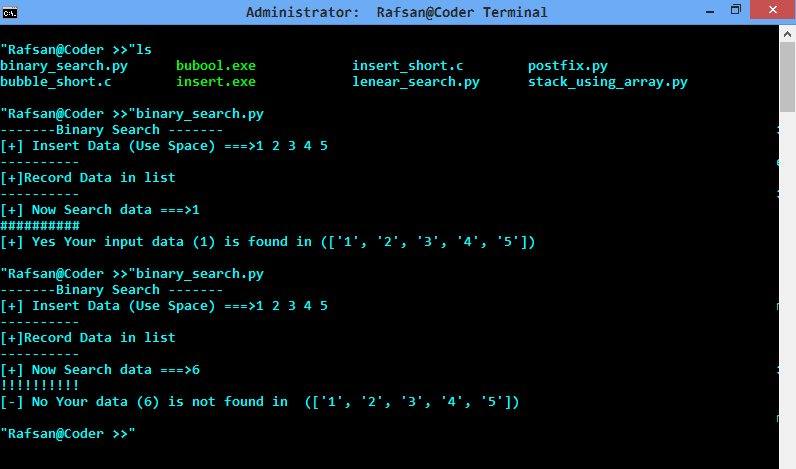 Administrator: Rafsan@Coder Terminal
"Rafsan@Coder >>"ls
binary_search.py bubool.exe insert_short.c postfix.py
bubble_short.c insert.exe lenear_search.py stack_using_array.py
"Rafsan@Coder >>"binary_search.py
-------Binary Search -------
[+] Insert Data (Use Space) ===>1 2 3 4 5
----------
[+]Record Data in list
----------
[+] Now Search data ===>1
##########
[+] Yes Your input data (1) is found in (['1', '2', '3', '4', '5'])
"Rafsan@Coder >>"binary_search.py
-------Binary Search -------
[+] Insert Data (Use Space) ===>1 2 3 4 5
----------
[+]Record Data in list
----------
[+] Now Search data ===>6
!!!!!!!!!!
[-] No Your data (6) is not found in  (['1', '2', '3', '4', '5'])
"Rafsan@Coder >>"